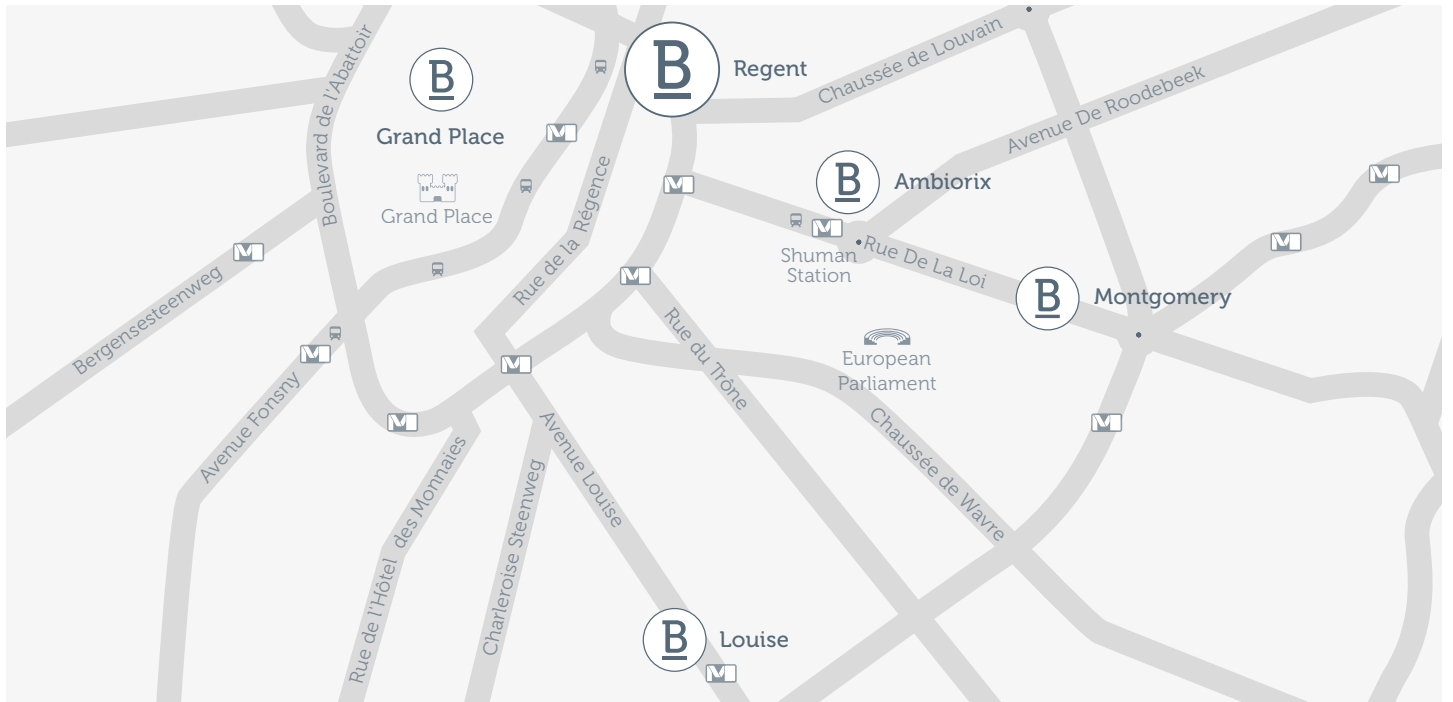 Chaussée de Louvain
Boulevard de l'Abattoir
B
B
Regent
Avenue De Roodebeek
Grand Place
B
Ambiorix
M
M
M
Grand Place
Rue de la Régence
M
M
M
Shuman
Station
Rue De La Loi
M
Bergensesteenweg
M
B
Montgomery
Rue du Trône
European
Parliament
M
M
Avenue Fonsny
M
M
Chaussée de Wavre
Avenue Louise
Rue de l'Hôtel des Monnaies
Charleroise Steenweg
B
Louise
M